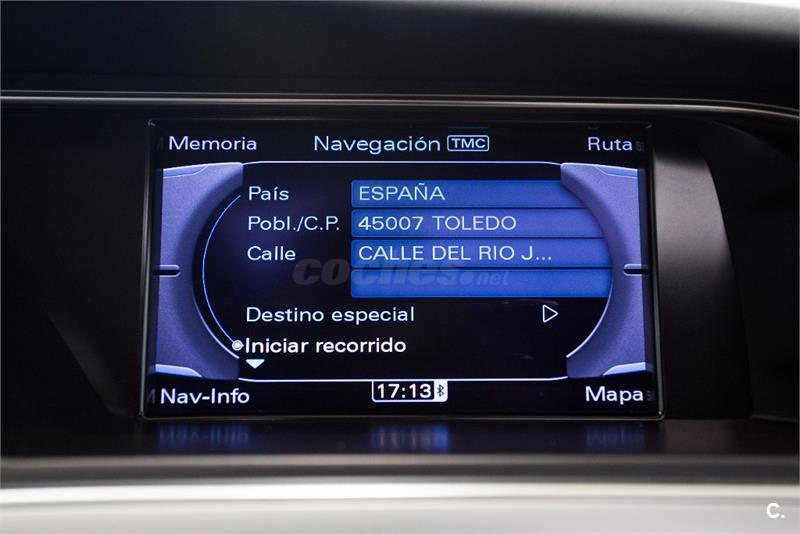 Memoria Navegación TMC Ruta
País ESPAÑA
Pobl./C.P. 45007 TOLEDO
Calle CALLE DEL RIO J...
coches.net
Destino especial
Iniciar recorrido
Nav-Info 17:13 Mapa
C.